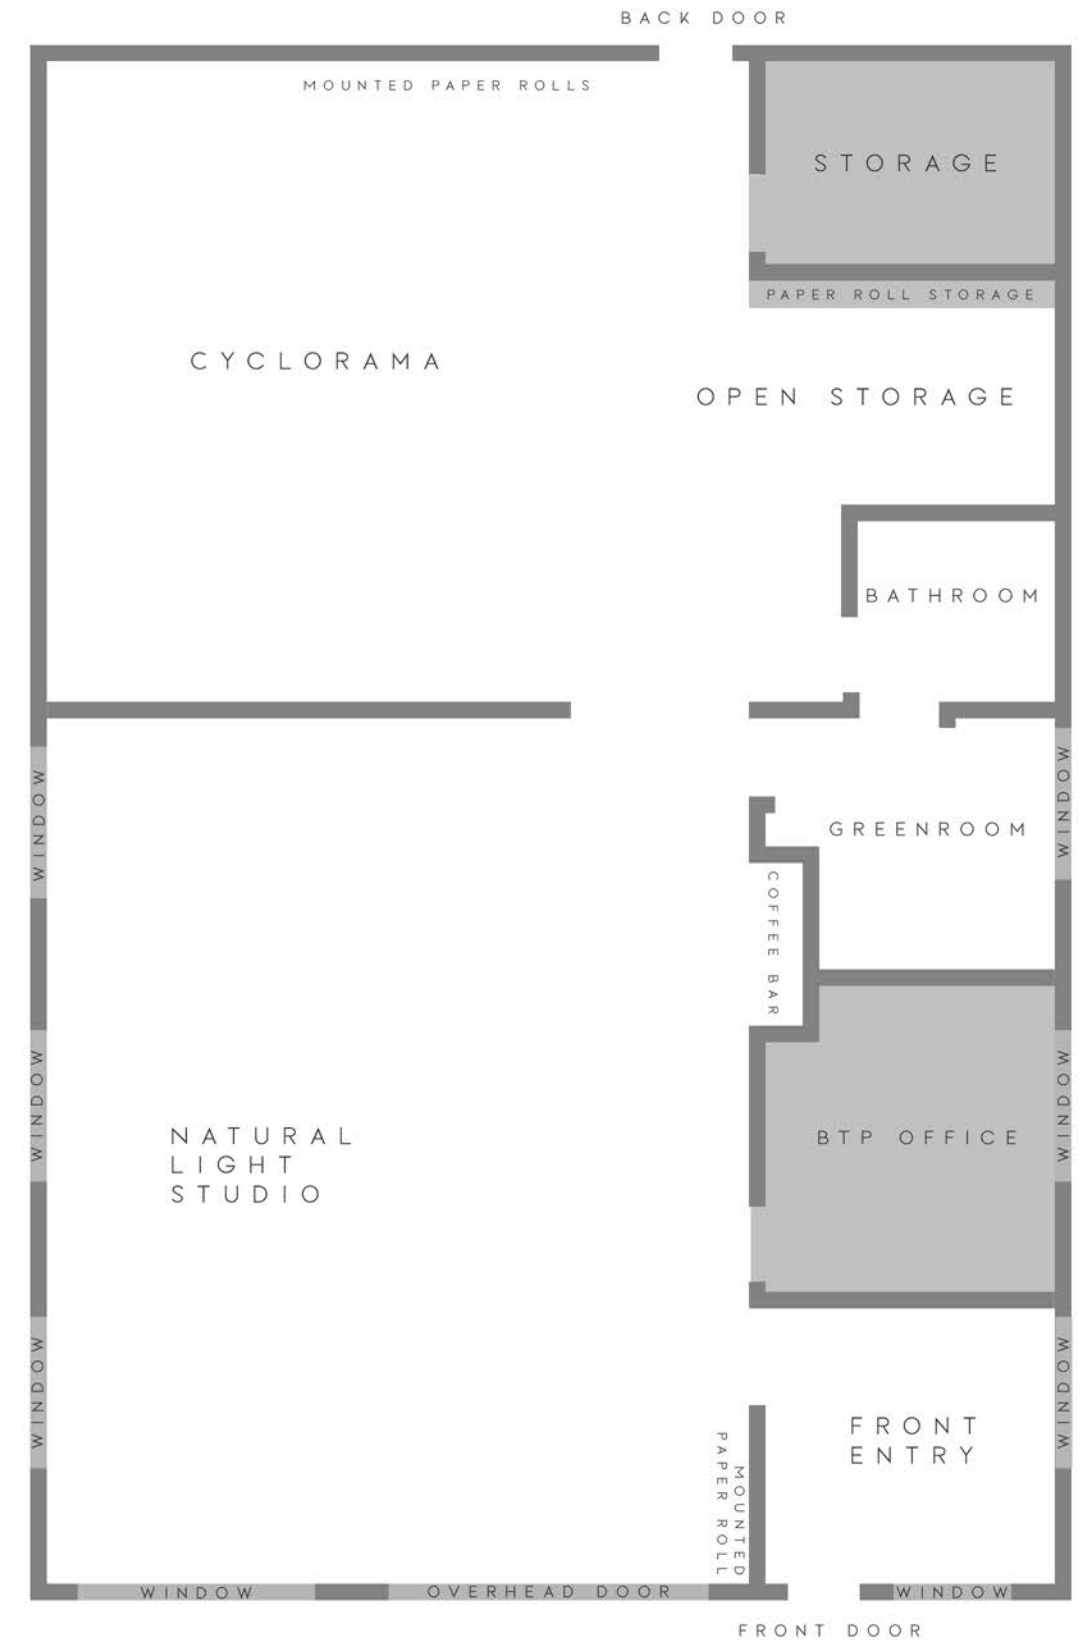 BACK DOOR
MOUNTED PAPER ROLLS
STORAGE
PAPER ROLL STORAGE
CYCLORAMA
OPEN STORAGE
BATHROOM
WINDOW
WINDOW
GREENROOM
COFFEE BAR
WINDOW
WINDOW
NATURAL
LIGHT
STUDIO
BTP OFFICE
WINDOW
WINDOW
FRONT
ENTRY
MOUNTED
PAPER ROLL
WINDOW
OVERHEAD DOOR
WINDOW
FRONT DOOR